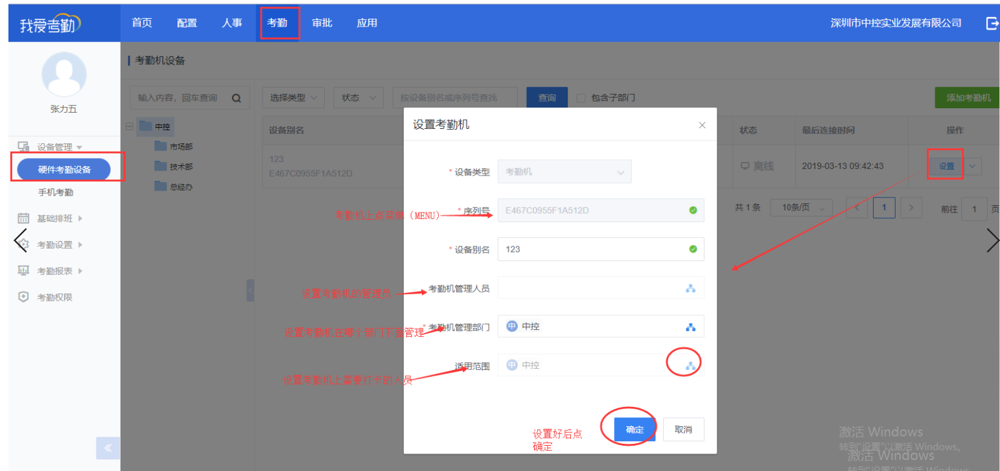 我爱考勤
首页 配置 人事 考勤 审批 应用
深圳市中控实业发展有限公司
张力五
设备管理
硬件考勤设备
手机考勤
基础排班
考勤设置
考勤报表
考勤权限
考勤机设备
输入内容，回车查询
选择类型 状态 按设备别名或序列号查找 查询 包含子部门 添加考勤机
中控
市场部
技术部
总经办
设备别名 状态 最后连接时间 操作
123
E467C0955F1A512D
离线 2019-03-13 09:42:43 设置
共 1 条 10条/页 < 1 > 前往 1 页
设置考勤机
* 设备类型 考勤机
* 序列号 E467C0955F1A512D
* 设备别名 123
考勤机管理人员
* 考勤机管理部门 中 中控
适用范围 中 中控
确定 取消
考勤机上点菜单（MENU）
设置考勤机的管理员
设置考勤机在哪个部门下面管理
设置考勤机上需要打卡的人员
设置好后点
确定
激活 Windows
转到"设置"以激活 Windows。
激活 Windows
转到"设置"以激活 Windows